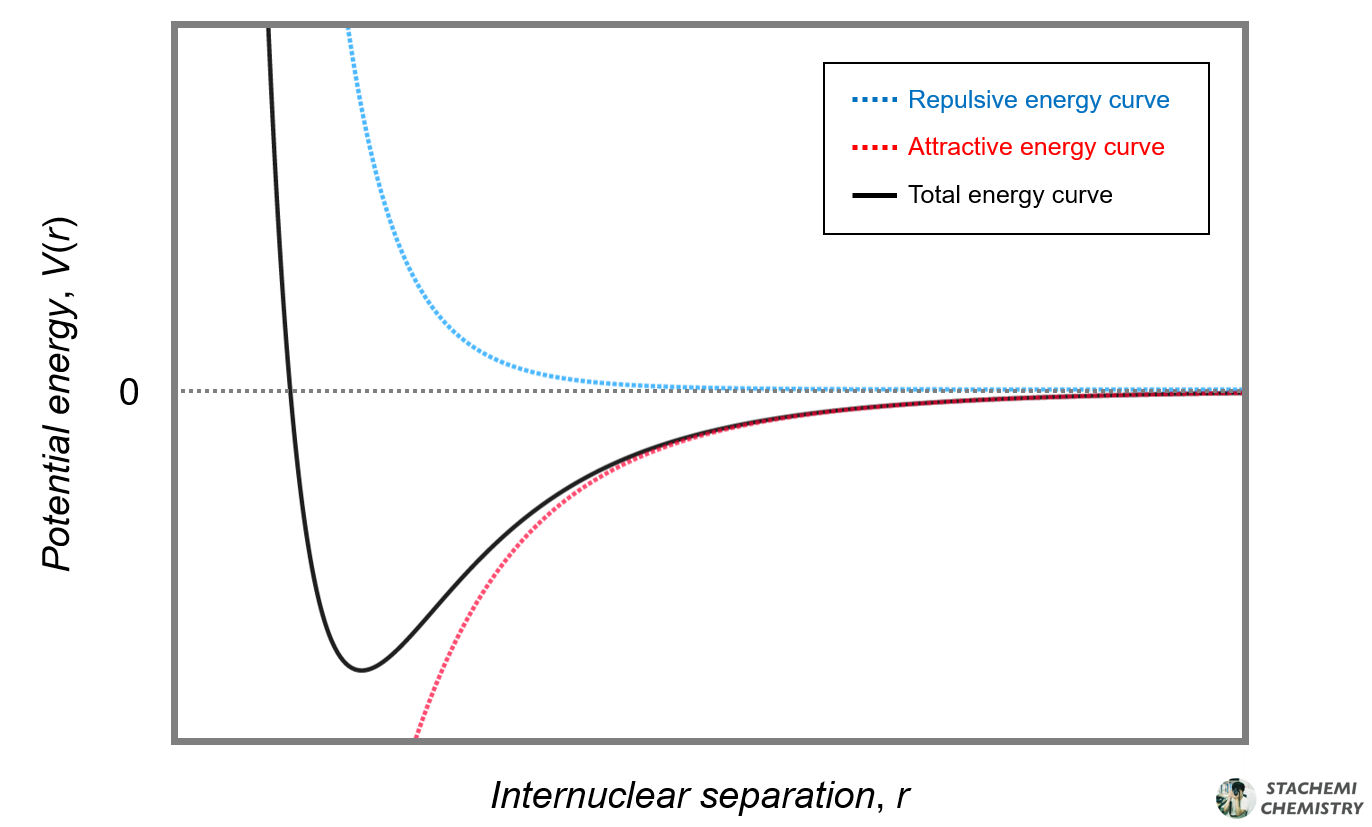 Repulsive energy curve
Attractive energy curve
Total energy curve
Potential energy, V(r)
0
Internuclear separation, r
STACHEMI
CHEMISTRY